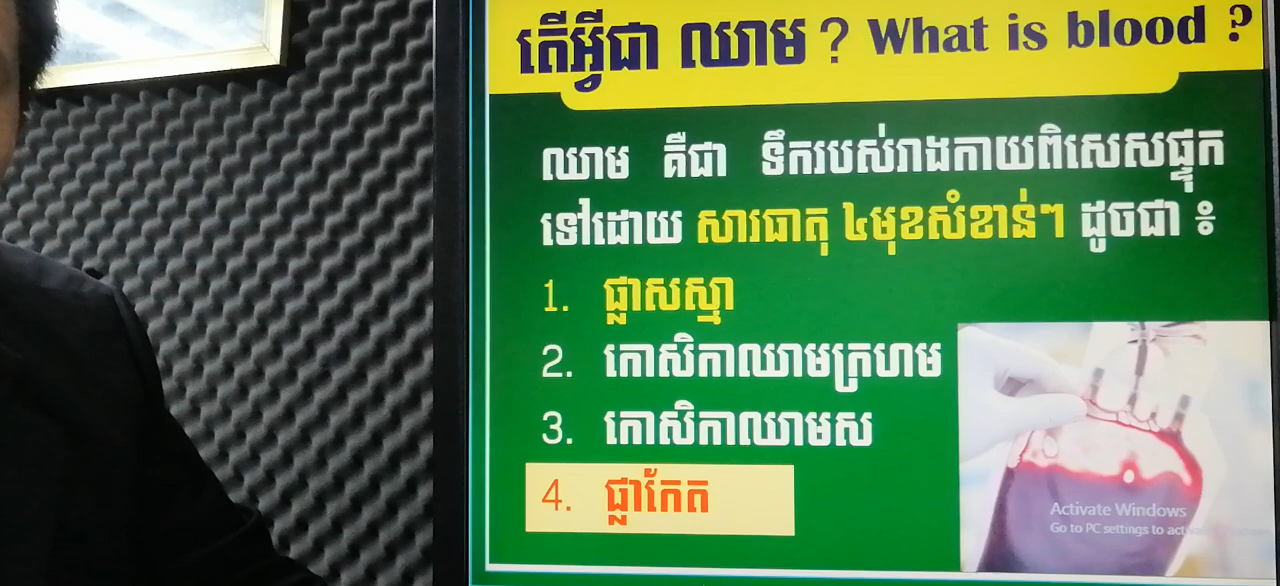 តើអ្វីជា ឈាម ? What is blood ?
ឈាម គឺជា ទឹករបស់រាងកាយពិសេសផ្ទុក
ទៅដោយ សារធាតុ ៤មុខសំខាន់ៗ ដូចជា ៖
1. ផ្លាសស្មា
2. កោសិកាឈាមក្រហម
3. កោសិកាឈាមស
4. ផ្លាកែត
Activate Windows
Go to PC settings to